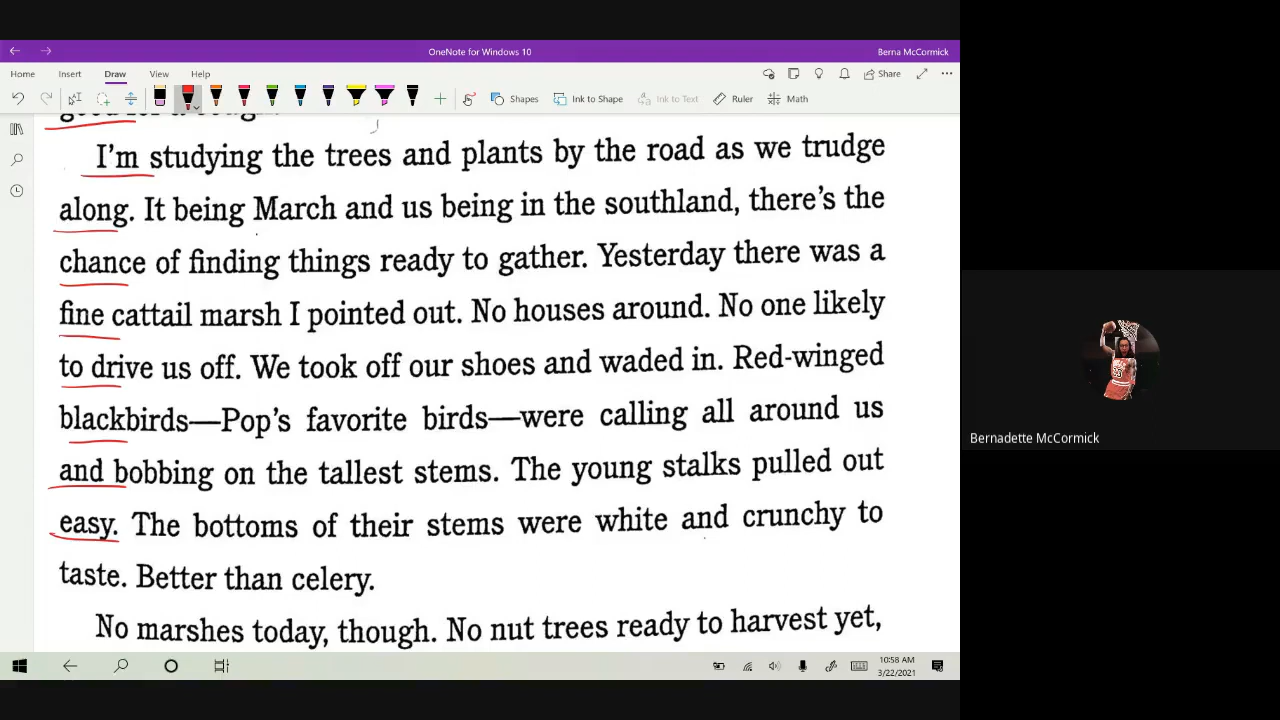 OneNote for Windows 10
Berna McCormick
Home Insert Draw View Help
Share
Shapes Ink to Shape Ink to Text Ruler Math
good for a cough.
I'm studying the trees and plants by the road as we trudge
along. It being March and us being in the southland, there's the
chance of finding things ready to gather. Yesterday there was a
fine cattail marsh I pointed out. No houses around. No one likely
to drive us off. We took off our shoes and waded in. Red-winged
blackbirds—Pop's favorite birds—were calling all around us
and bobbing on the tallest stems. The young stalks pulled out
easy. The bottoms of their stems were white and crunchy to
taste. Better than celery.
No marshes today, though. No nut trees ready to harvest yet,
10:58 AM
3/22/2021
Bernadette McCormick